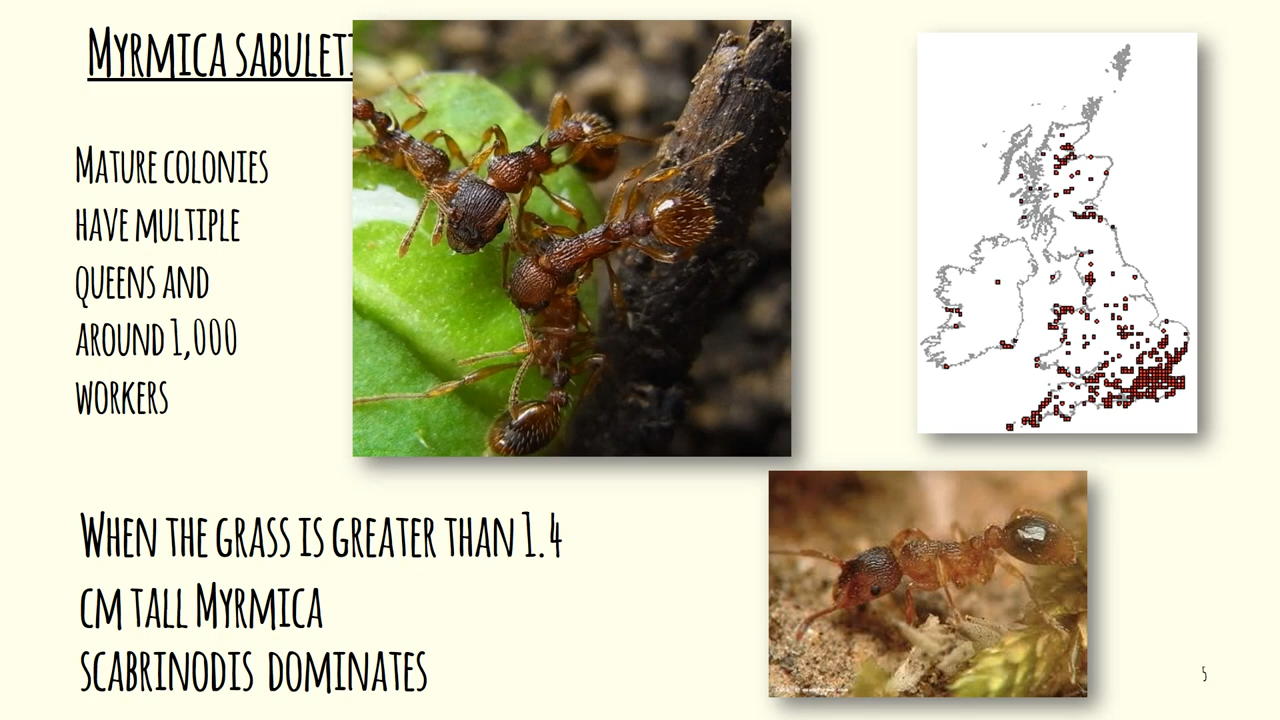 Myrmica sabuleti
Mature colonies
have multiple
queens and
around 1,000
workers
When the grass is greater than 1.4
cm tall Myrmica
scabrinodis dominates
5